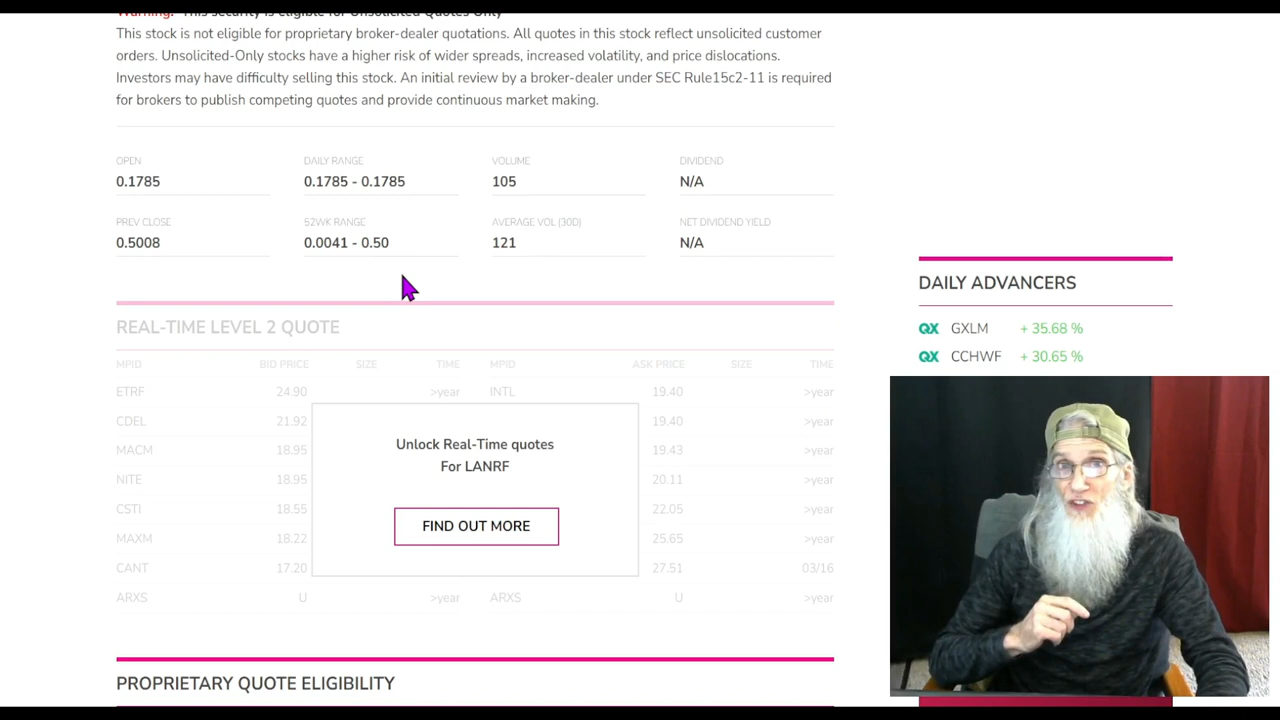 Warning! This security is eligible for Unsolicited Quotes Only
This stock is not eligible for proprietary broker-dealer quotations. All quotes in this stock reflect unsolicited customer
orders. Unsolicited-Only stocks have a higher risk of wider spreads, increased volatility, and price dislocations.
Investors may have difficulty selling this stock. An initial review by a broker-dealer under SEC Rule15c2-11 is required
for brokers to publish competing quotes and provide continuous market making.
OPEN DAILY RANGE VOLUME DIVIDEND
0.1785 0.1785 - 0.1785 105 N/A
PREV CLOSE 52WK RANGE AVERAGE VOL (30D) NET DIVIDEND YIELD
0.5008 0.0041 - 0.50 121 N/A
REAL-TIME LEVEL 2 QUOTE
MPID BID PRICE SIZE TIME MPID ASK PRICE SIZE TIME
ETRF 24.90 >year INTL 19.40 >year
CDEL 21.92 19.40 >year
MACM 18.95 19.43 >year
NITE 18.95 20.11 >year
CSTI 18.55 22.05 >year
MAXM 18.22 25.65 >year
CANT 17.20 27.51 03/16
ARXS U >year ARXS U >year
Unlock Real-Time quotes
For LANRF
FIND OUT MORE
PROPRIETARY QUOTE ELIGIBILITY
DAILY ADVANCERS
QX GXLM + 35.68 %
QX CCHWF + 30.65 %